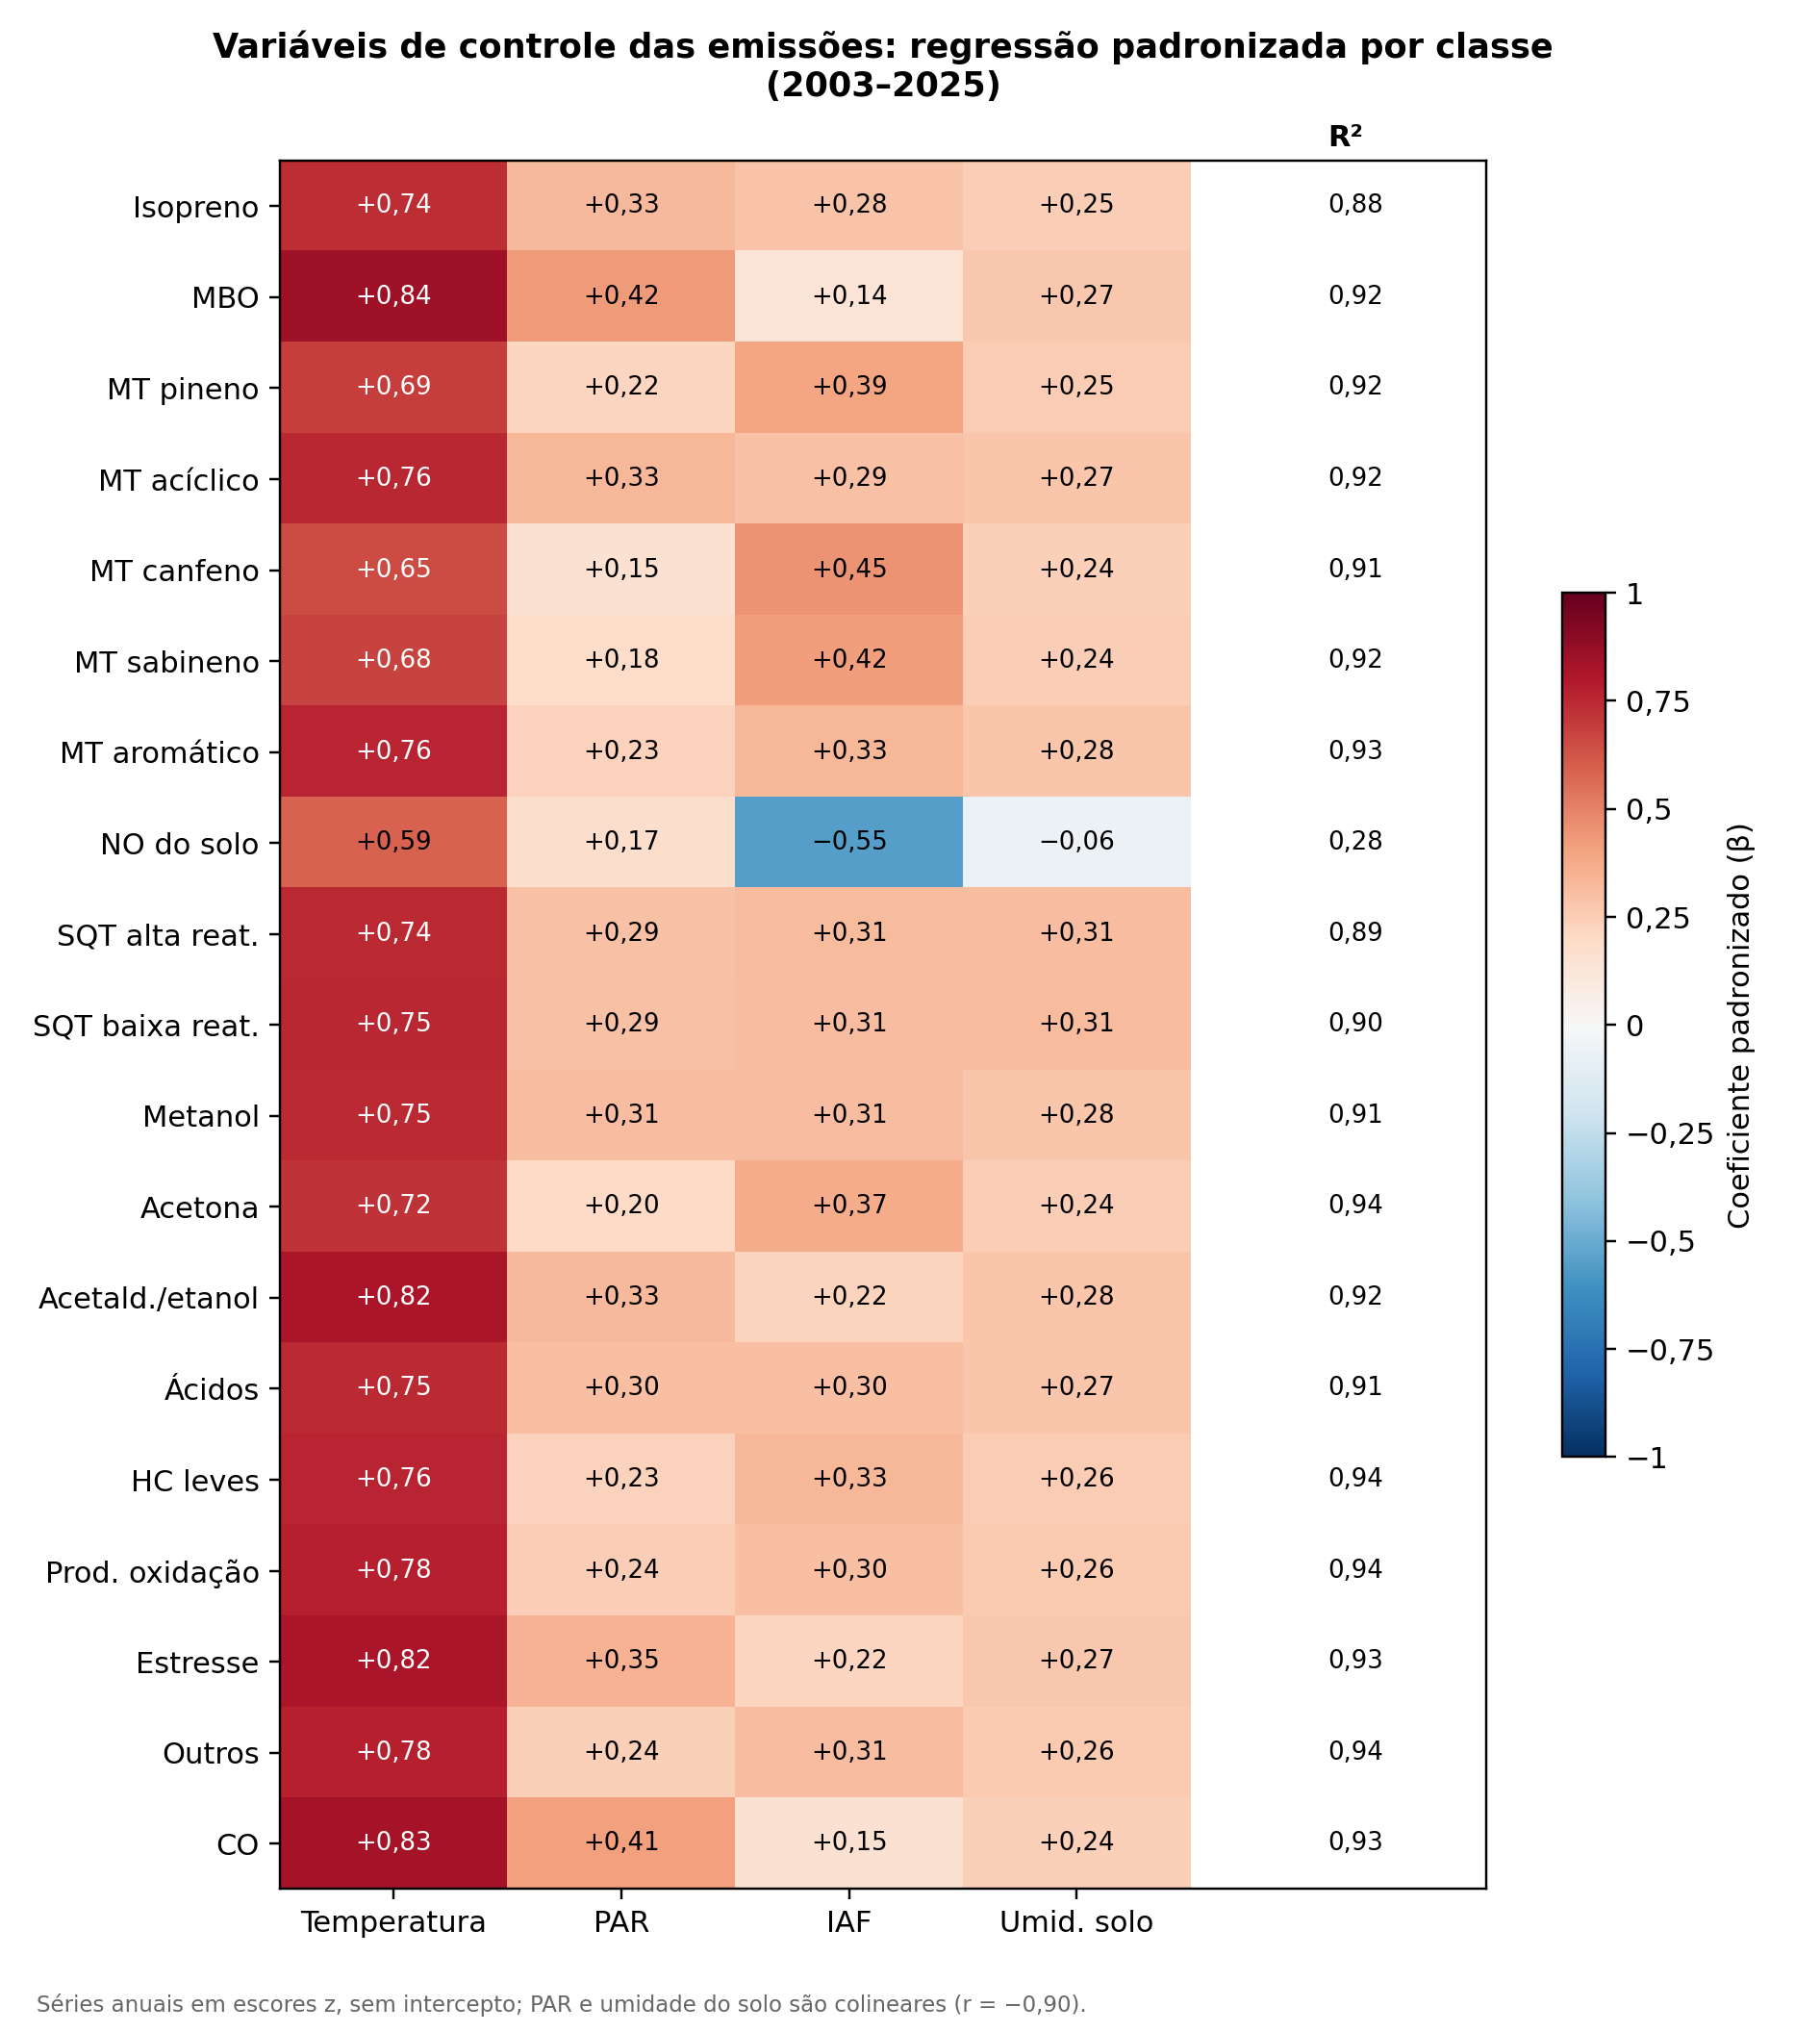 Variáveis de controle das emissões: regressão padronizada por classe
(2003–2025)
R²
Isopreno +0,74 +0,33 +0,28 +0,25 0,88
MBO +0,84 +0,42 +0,14 +0,27 0,92
MT pineno +0,69 +0,22 +0,39 +0,25 0,92
MT acíclico +0,76 +0,33 +0,29 +0,27 0,92
MT canfeno +0,65 +0,15 +0,45 +0,24 0,91
MT sabineno +0,68 +0,18 +0,42 +0,24 0,92
MT aromático +0,76 +0,23 +0,33 +0,28 0,93
NO do solo +0,59 +0,17 −0,55 −0,06 0,28
SQT alta reat. +0,74 +0,29 +0,31 +0,31 0,89
SQT baixa reat. +0,75 +0,29 +0,31 +0,31 0,90
Metanol +0,75 +0,31 +0,31 +0,28 0,91
Acetona +0,72 +0,20 +0,37 +0,24 0,94
Acetald./etanol +0,82 +0,33 +0,22 +0,28 0,92
Ácidos +0,75 +0,30 +0,30 +0,27 0,91
HC leves +0,76 +0,23 +0,33 +0,26 0,94
Prod. oxidação +0,78 +0,24 +0,30 +0,26 0,94
Estresse +0,82 +0,35 +0,22 +0,27 0,93
Outros +0,78 +0,24 +0,31 +0,26 0,94
CO +0,83 +0,41 +0,15 +0,24 0,93
Temperatura PAR IAF Umid. solo
1
0,75
0,5
0,25
0
−0,25
−0,5
−0,75
−1
Coeficiente padronizado (β)
Séries anuais em escores z, sem intercepto; PAR e umidade do solo são colineares (r = −0,90).